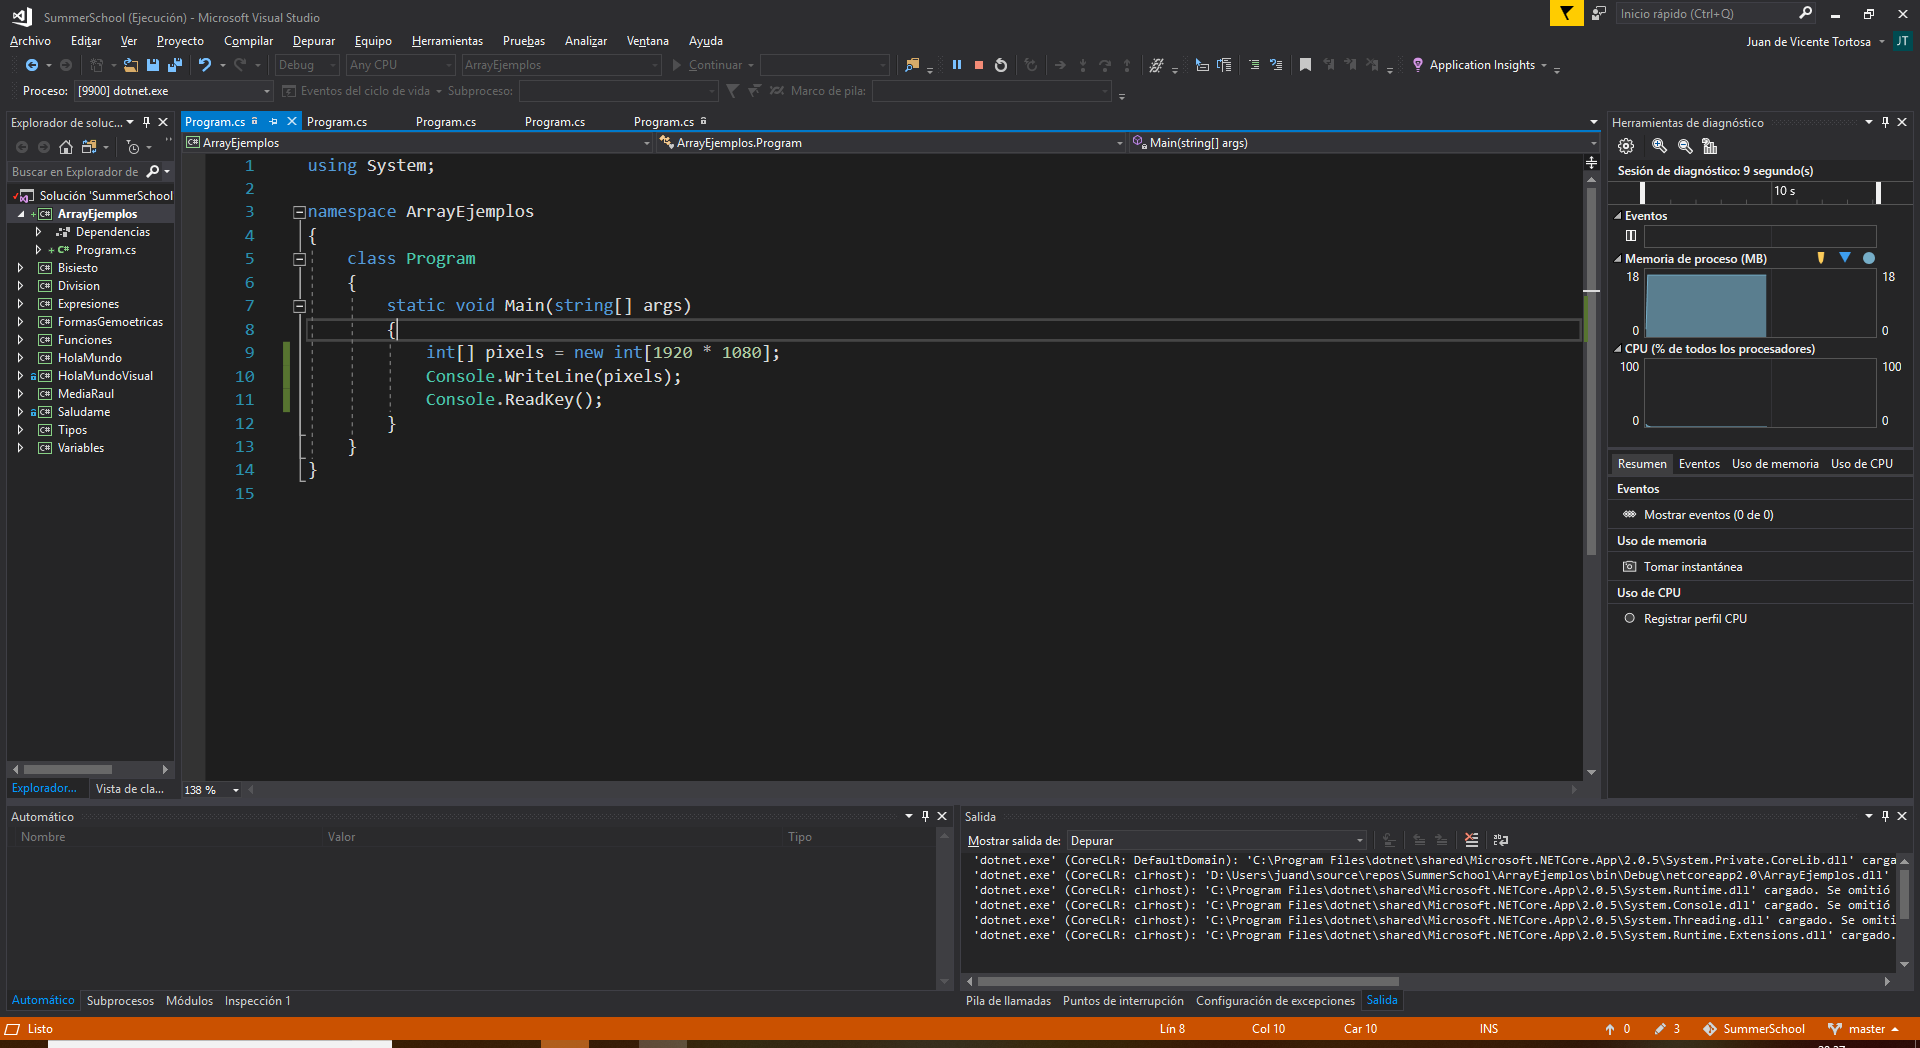 SummerSchool (Ejecución) - Microsoft Visual Studio
Inicio rápido (Ctrl+Q)
Archivo Editar Ver Proyecto Compilar Depurar Equipo Herramientas Pruebas Analizar Ventana Ayuda
Juan de Vicente Tortosa JT
Debug Any CPU ArrayEjemplos Continuar Application Insights
Proceso: [9900] dotnet.exe Eventos del ciclo de vida Subproceso: Marco de pila:
Explorador de soluc...
Buscar en Explorador de
Solución 'SummerSchool
ArrayEjemplos
Dependencias
C# Program.cs
C# Bisiesto
C# Division
C# Expresiones
C# FormasGemoetricas
C# Funciones
C# HolaMundo
C# HolaMundoVisual
C# MediaRaul
C# Saludame
C# Tipos
C# Variables
Explorador... Vista de cla...
Program.cs Program.cs Program.cs Program.cs Program.cs
C# ArrayEjemplos ArrayEjemplos.Program Main(string[] args)
1 using System;
2
3 namespace ArrayEjemplos
4 {
5 class Program
6 {
7 static void Main(string[] args)
8 {
9 int[] pixels = new int[1920 * 1080];
10 Console.WriteLine(pixels);
11 Console.ReadKey();
12 }
13 }
14 }
15
138 %
Herramientas de diagnóstico
Sesión de diagnóstico: 9 segundo(s)
10 s
Eventos
Memoria de proceso (MB)
18 18
0 0
CPU (% de todos los procesadores)
100 100
0 0
Resumen Eventos Uso de memoria Uso de CPU
Eventos
Mostrar eventos (0 de 0)
Uso de memoria
Tomar instantánea
Uso de CPU
Registrar perfil CPU
Automático
Nombre Valor Tipo
Automático Subprocesos Módulos Inspección 1
Salida
Mostrar salida de: Depurar
'dotnet.exe' (CoreCLR: DefaultDomain): 'C:\Program Files\dotnet\shared\Microsoft.NETCore.App\2.0.5\System.Private.CoreLib.dll' carga
'dotnet.exe' (CoreCLR: clrhost): 'D:\Users\juand\source\repos\SummerSchool\ArrayEjemplos\bin\Debug\netcoreapp2.0\ArrayEjemplos.dll'
'dotnet.exe' (CoreCLR: clrhost): 'C:\Program Files\dotnet\shared\Microsoft.NETCore.App\2.0.5\System.Runtime.dll' cargado. Se omitió
'dotnet.exe' (CoreCLR: clrhost): 'C:\Program Files\dotnet\shared\Microsoft.NETCore.App\2.0.5\System.Console.dll' cargado. Se omitió
'dotnet.exe' (CoreCLR: clrhost): 'C:\Program Files\dotnet\shared\Microsoft.NETCore.App\2.0.5\System.Threading.dll' cargado. Se omiti
'dotnet.exe' (CoreCLR: clrhost): 'C:\Program Files\dotnet\shared\Microsoft.NETCore.App\2.0.5\System.Runtime.Extensions.dll' cargado.
Pila de llamadas Puntos de interrupción Configuración de excepciones Salida
Listo Lín 8 Col 10 Car 10 INS 0 3 SummerSchool master